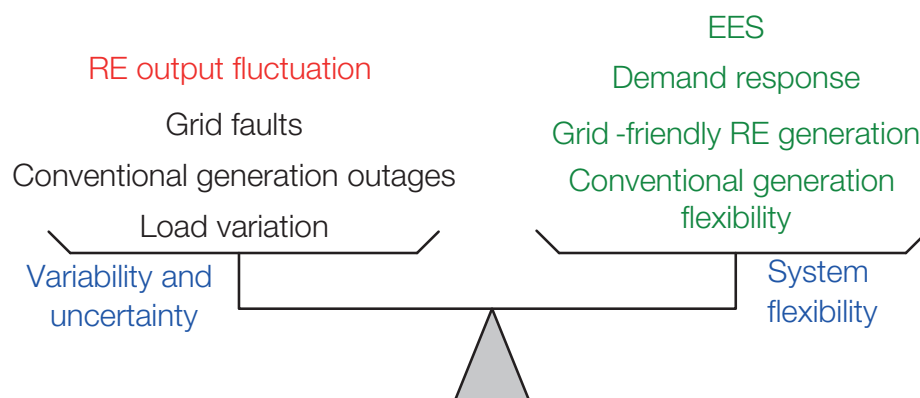 RE output fluctuation
Grid faults
Conventional generation outages
Load variation
Variability and
uncertainty
EES
Demand response
Grid -friendly RE generation
Conventional generation
flexibility
System
flexibility